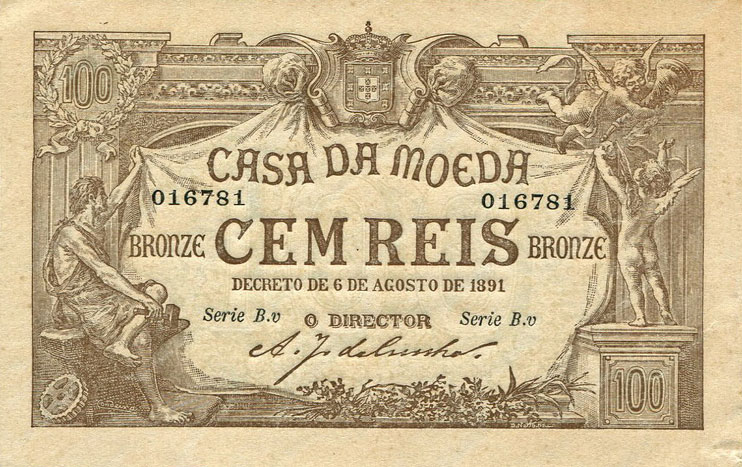 100
CASA DA MOEDA
016781 016781
BRONZE CEM REIS BRONZE
DECRETO DE 6 DE AGOSTO DE 1891
Serie B.v O DIRECTOR Serie B.v
100